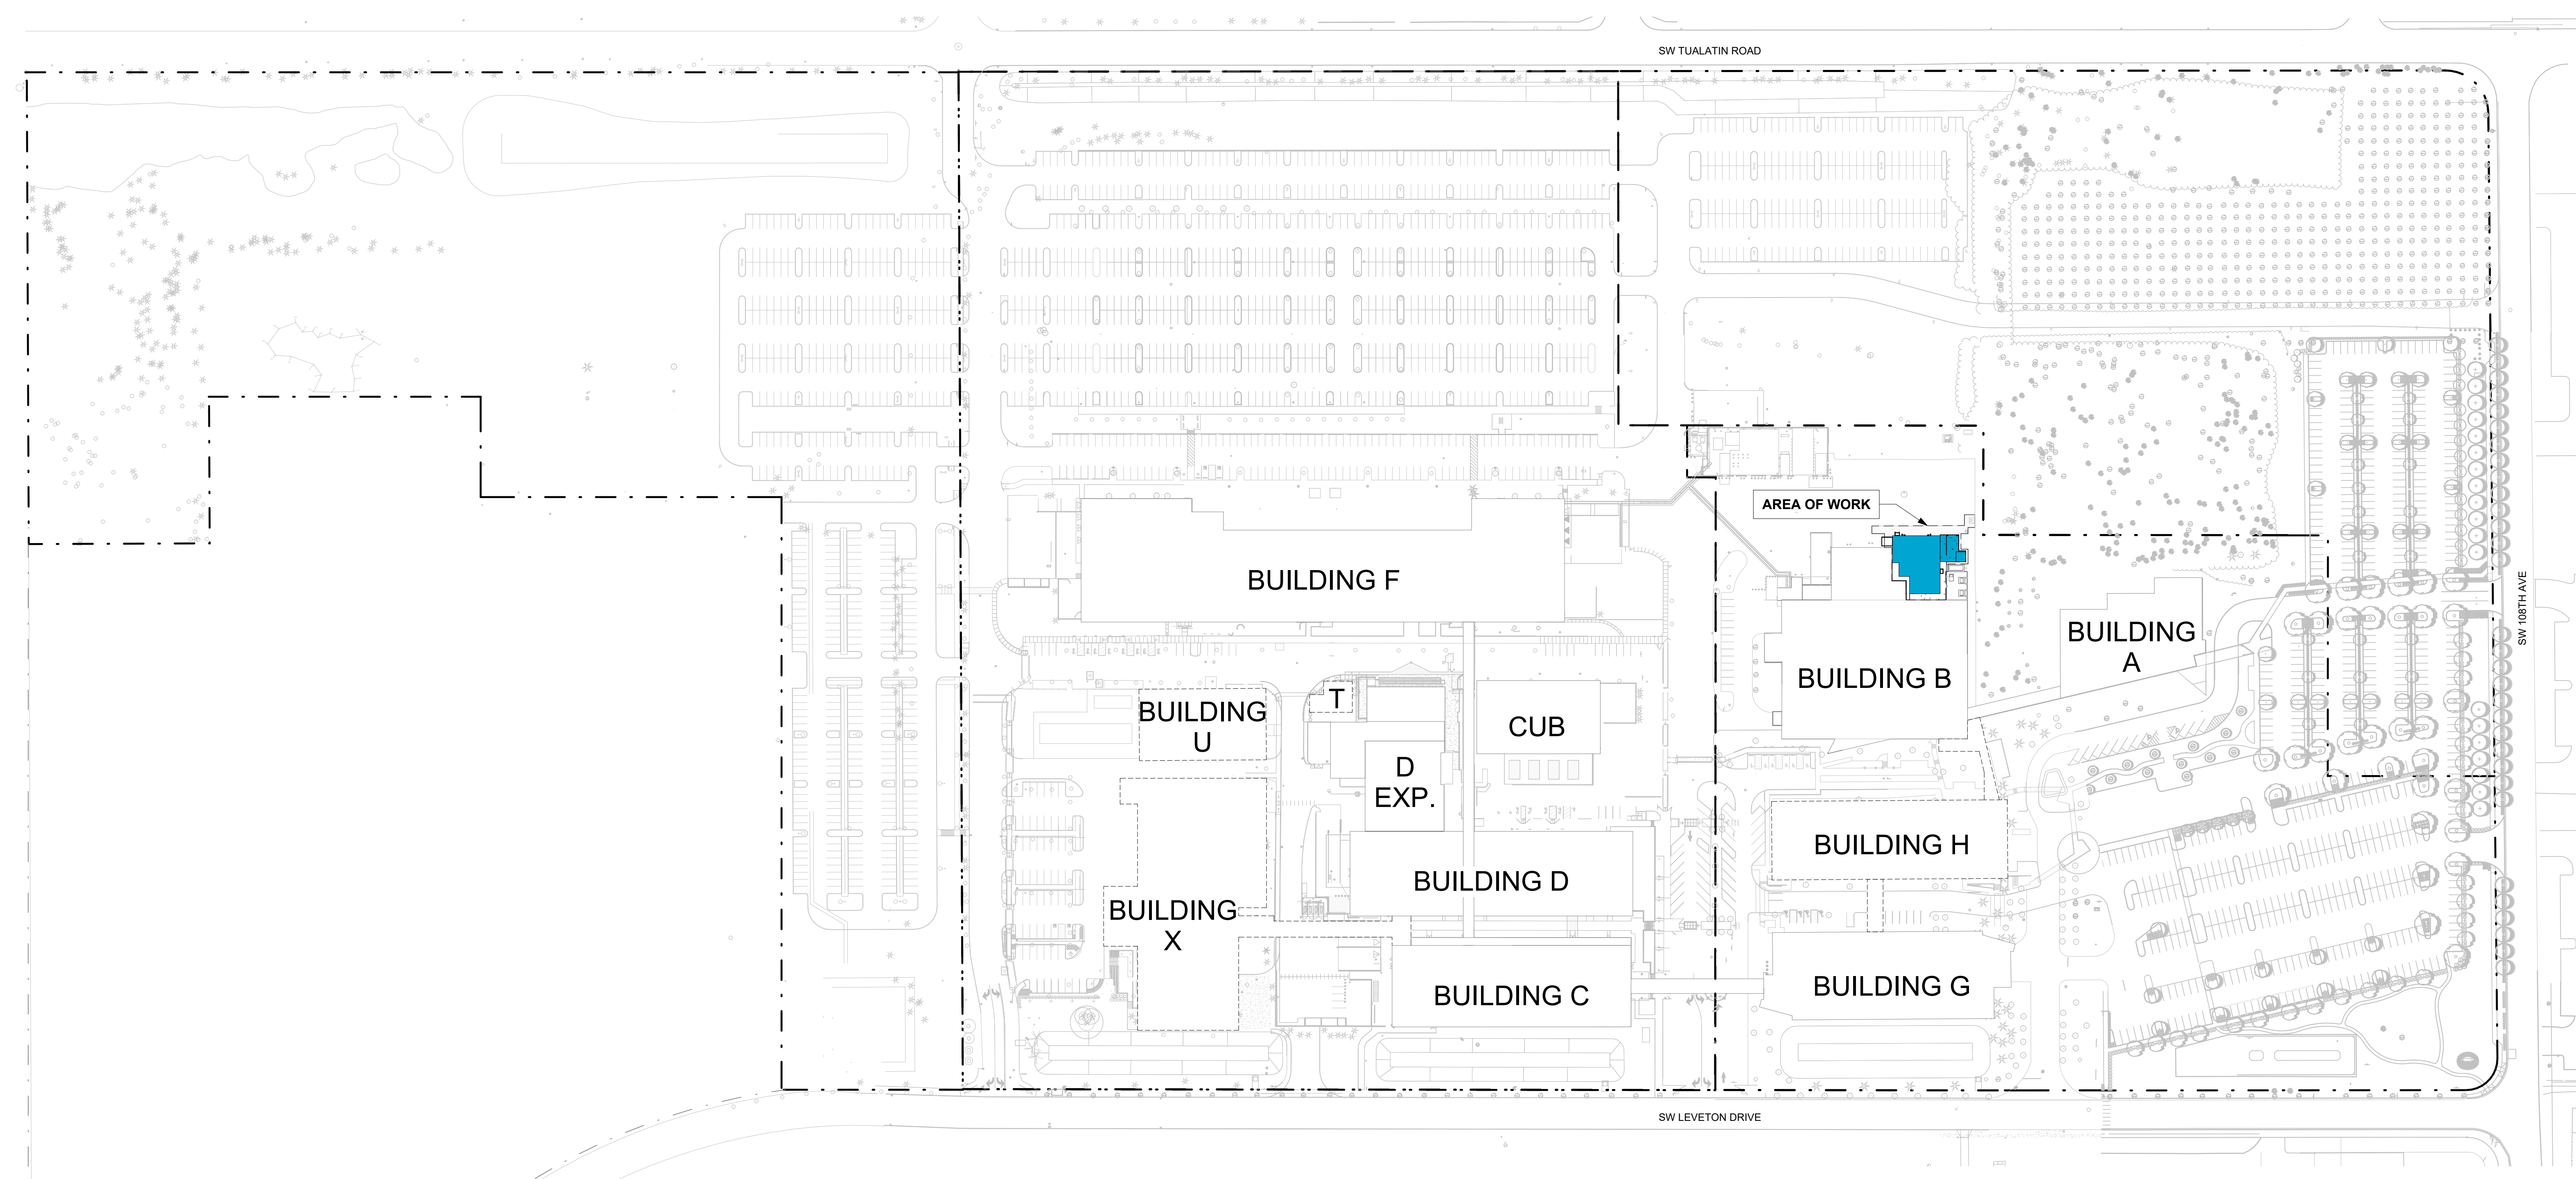 SW TUALATIN ROAD
AREA OF WORK
SW 108TH AVE
BUILDING F
BUILDING
A
BUILDING B
BUILDING
U
T
CUB
D
EXP.
BUILDING H
BUILDING D
BUILDING
X
BUILDING C
BUILDING G
SW LEVETON DRIVE